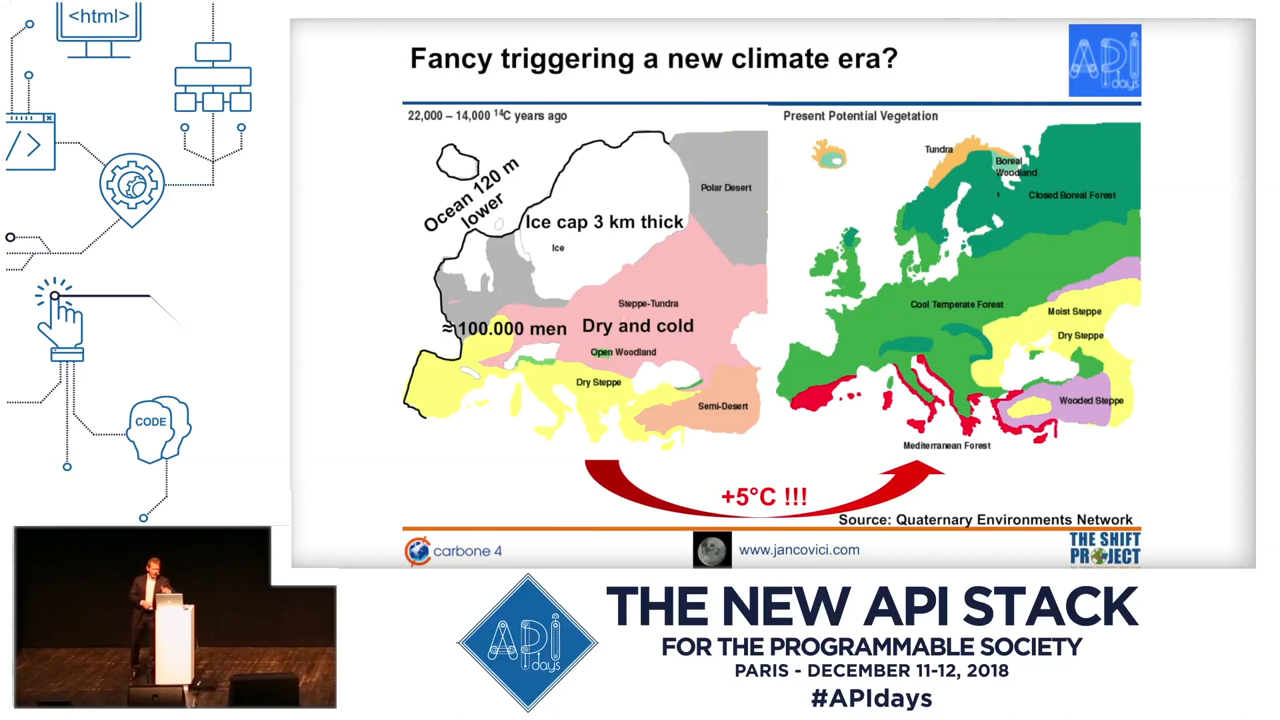 <html>
</>
CODE
Fancy triggering a new climate era?
API
days
22,000 – 14,000 ¹⁴C years ago
Ocean 120 m
lower
Polar Desert
Ice cap 3 km thick
Ice
Steppe-Tundra
≈ 100.000 men
Dry and cold
Open Woodland
Dry Steppe
Semi-Desert
Present Potential Vegetation
Tundra
Boreal
Woodland
Closed Boreal Forest
Cool Temperate Forest
Moist Steppe
Dry Steppe
Wooded Steppe
Mediterranean Forest
+5°C !!!
Source: Quaternary Environments Network
carbone 4
www.jancovici.com
THE SHIFT
PROJECT
API
days
THE NEW API STACK
FOR THE PROGRAMMABLE SOCIETY
PARIS - DECEMBER 11-12, 2018
#APIdays